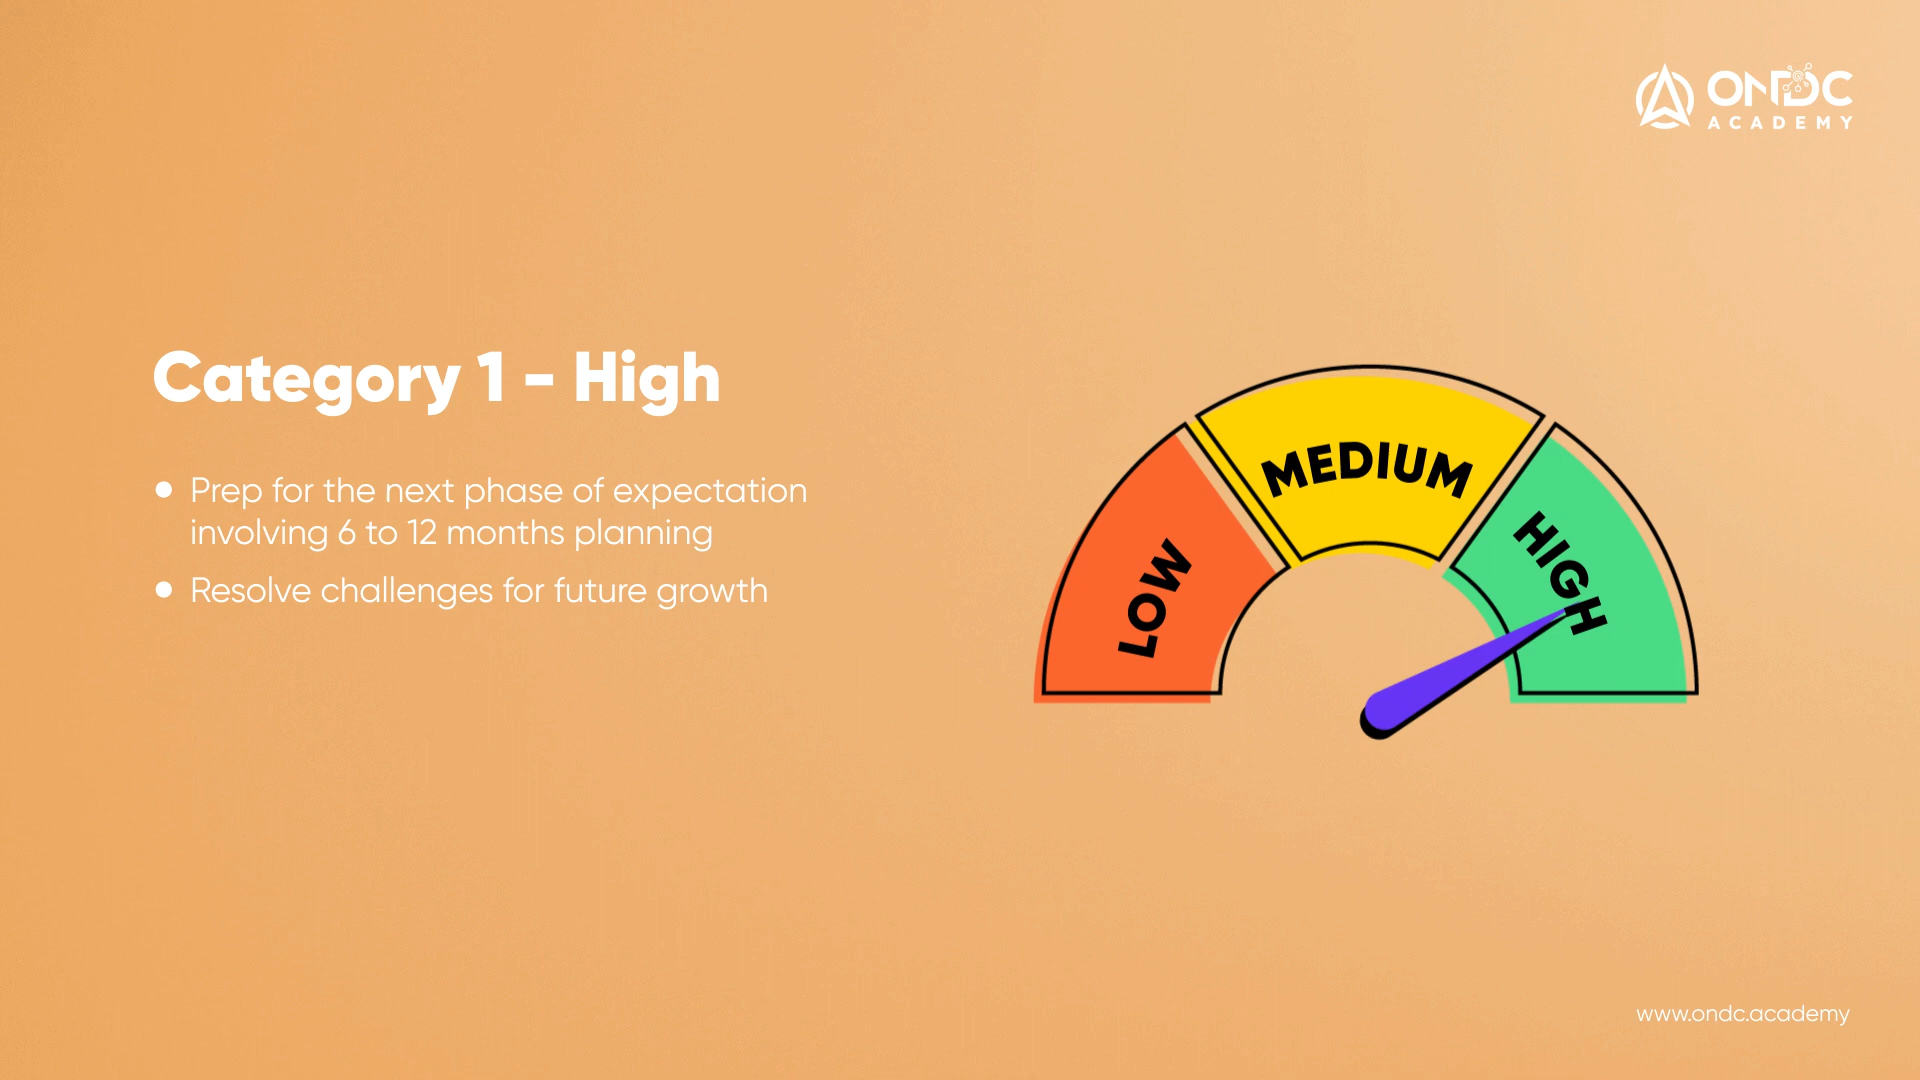 ONDC
ACADEMY
Category 1 - High
● Prep for the next phase of expectation
involving 6 to 12 months planning
● Resolve challenges for future growth
LOW
MEDIUM
HIGH
www.ondc.academy